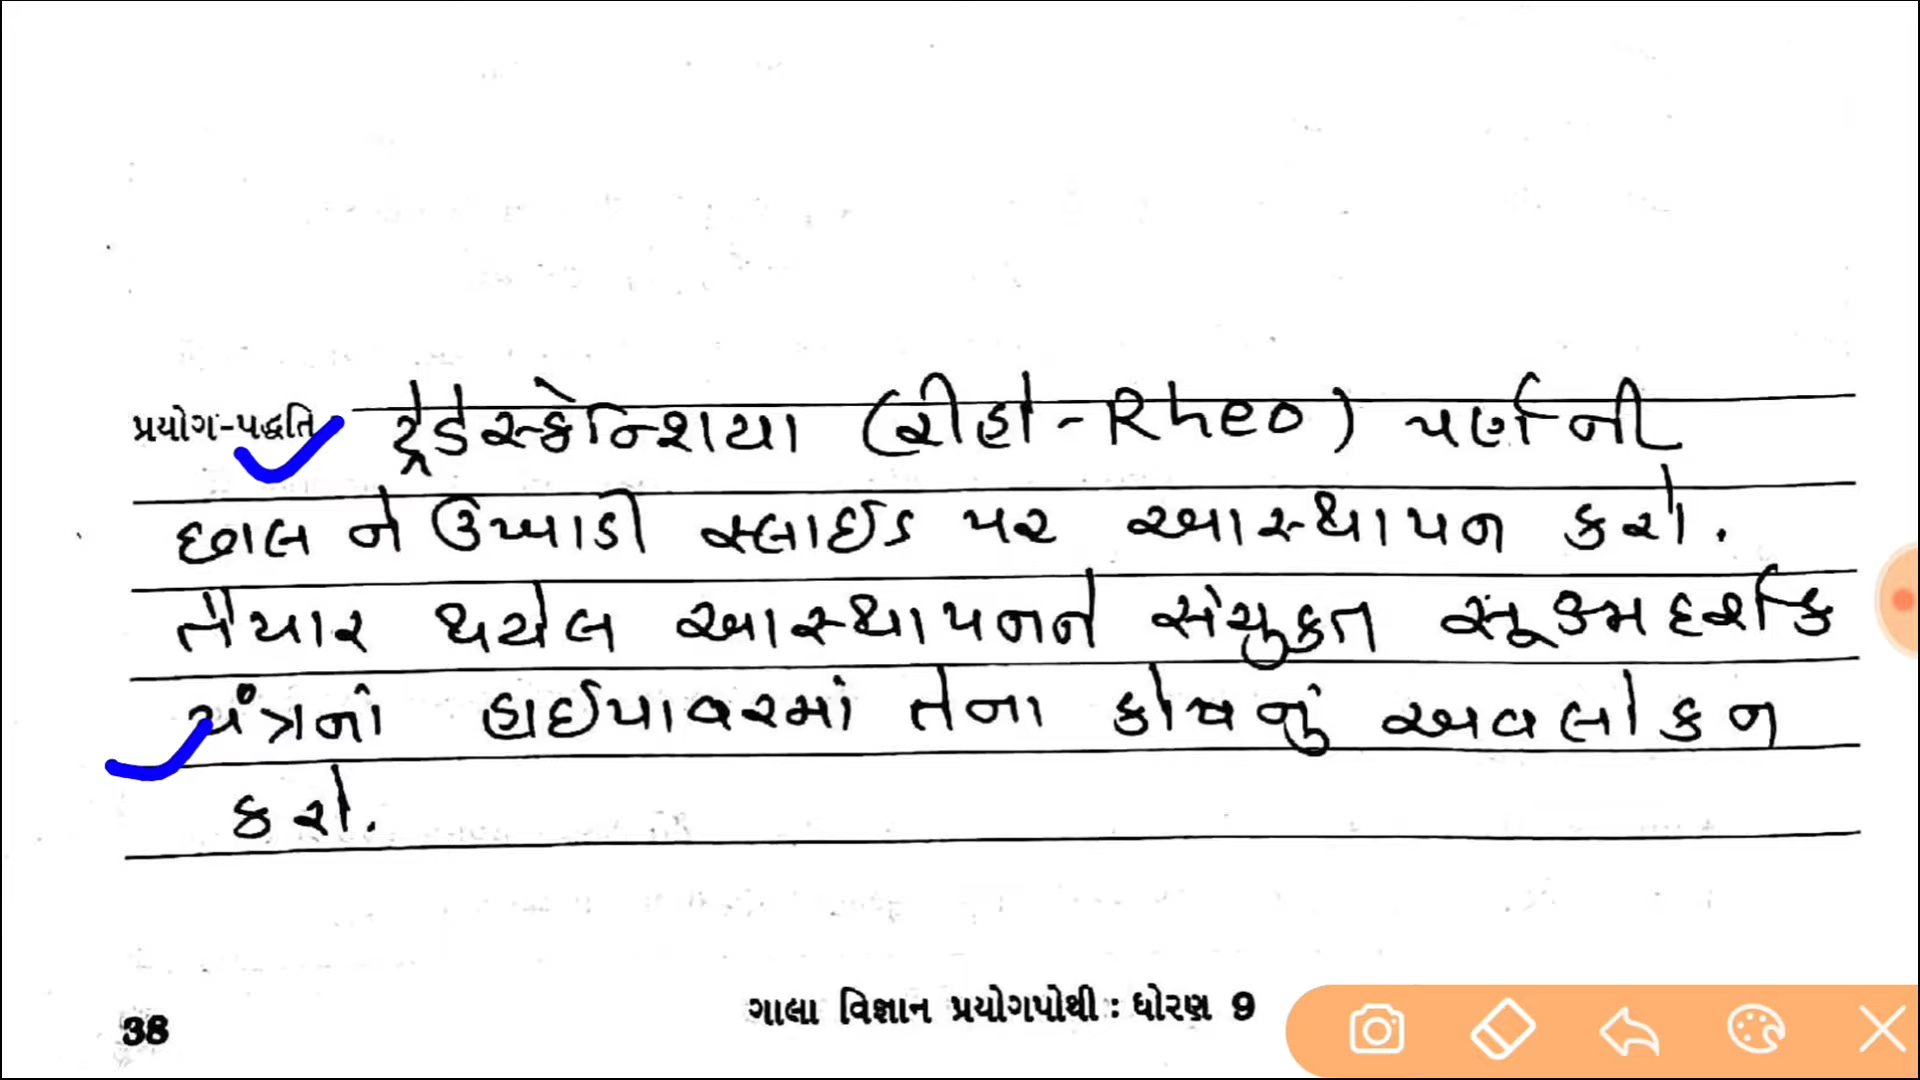 પ્રયોગ-પદ્ધતિ ટ્રેડેસ્કેન્શિયા (રીહો - Rheo) પર્ણની
છાલ ને ઉખાડી સ્લાઈડ પર આસ્થાપન કરો.
તૈયાર થયેલ આસ્થાપનને સંયુક્ત સૂક્ષ્મદર્શક
યંત્રનાં હાઈપાવરમાં તેના કોષનું અવલોકન
કરો.
38 ગાલા વિજ્ઞાન પ્રયોગપોથી : ધોરણ 9